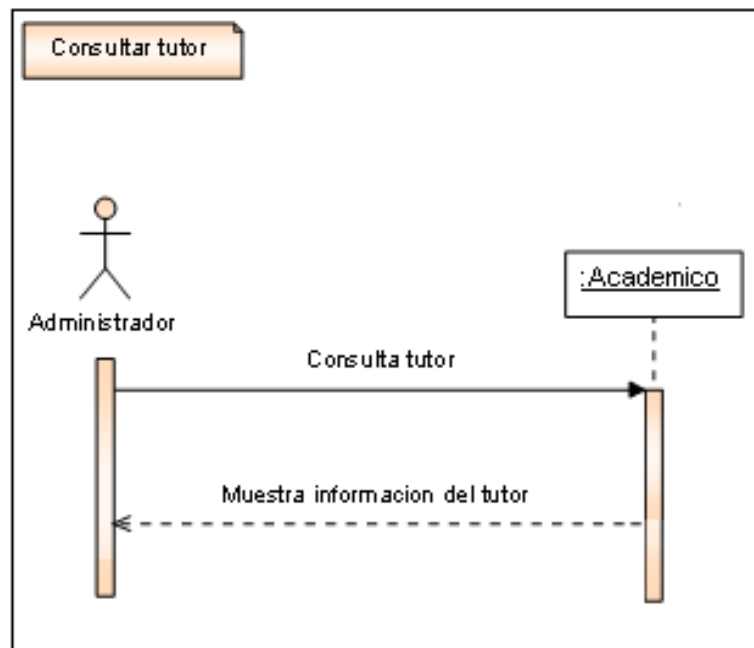 Consultar tutor
:Academico
Administrador
Consulta tutor
Muestra informacion del tutor